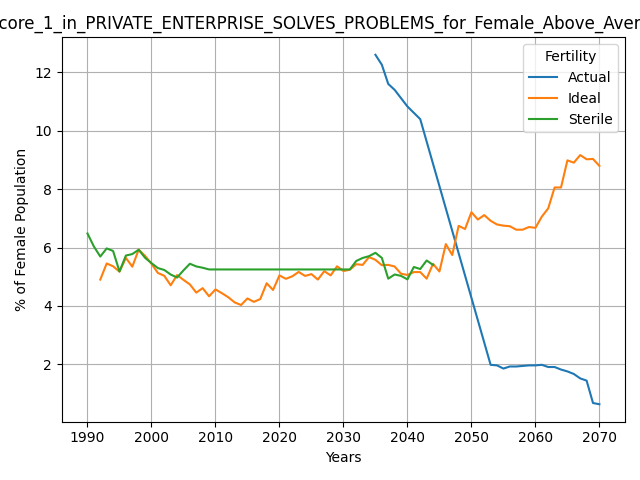 core_1_in_PRIVATE_ENTERPRISE_SOLVES_PROBLEMS_for_Female_Above_Aver
Fertility
Actual
Ideal
Sterile
% of Female Population
12
10
8
6
4
2
1990 2000 2010 2020 2030 2040 2050 2060 2070
Years